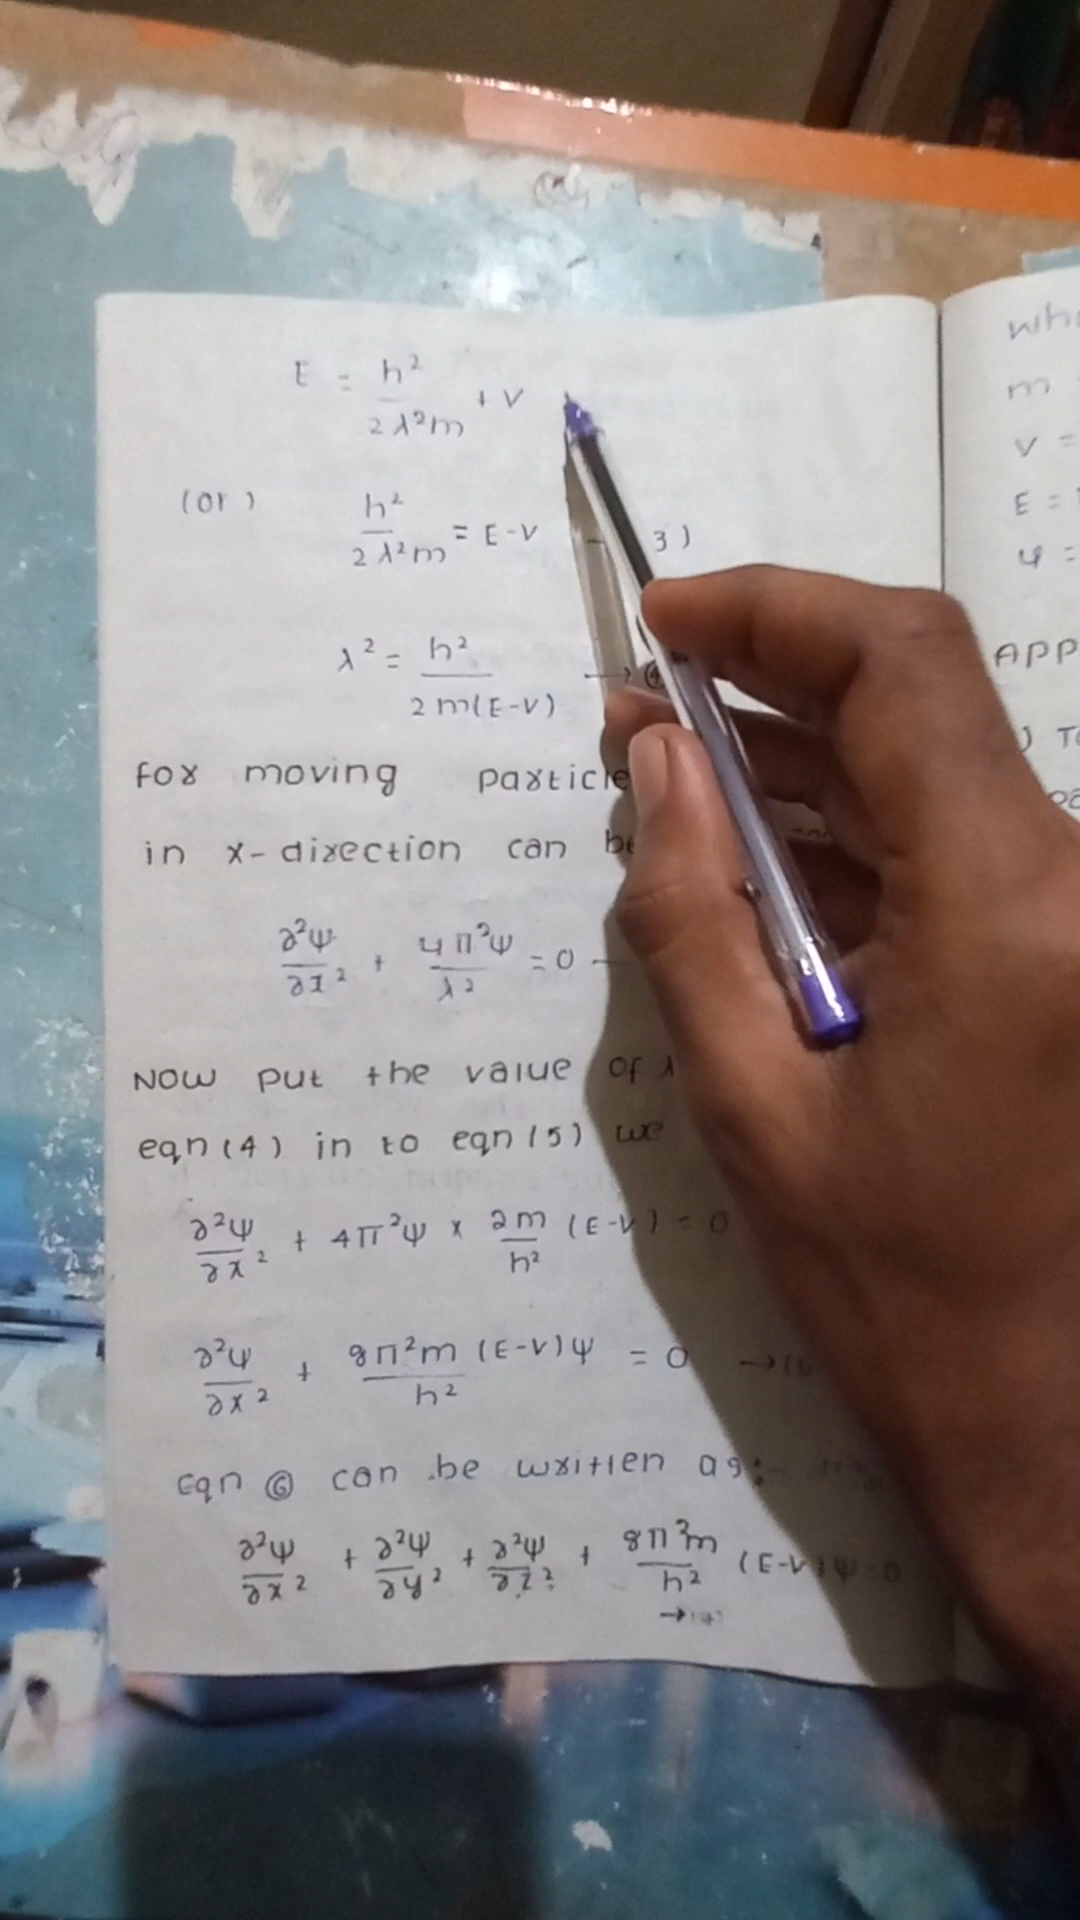 E = h²/2λ²m + V
(or) h²/2λ²m = E-V 3)
λ² = h²/2m(E-V) → ④
for moving particle
in x-direction can be
∂²ψ/∂x² + 4π²ψ/λ² = 0
Now put the value of λ
eqn (4) in to eqn (5) we
∂²ψ/∂x² + 4π²ψ × 2m/h² (E-V) = 0
∂²ψ/∂x² + 8π²m/h² (E-V)ψ = 0 →
Eqn ⑥ can be written as:-
∂²ψ/∂x² + ∂²ψ/∂y² + ∂²ψ/∂z² + 8π²m/h² (E-V)ψ = 0
→
m
V =
E =
ψ =
APP